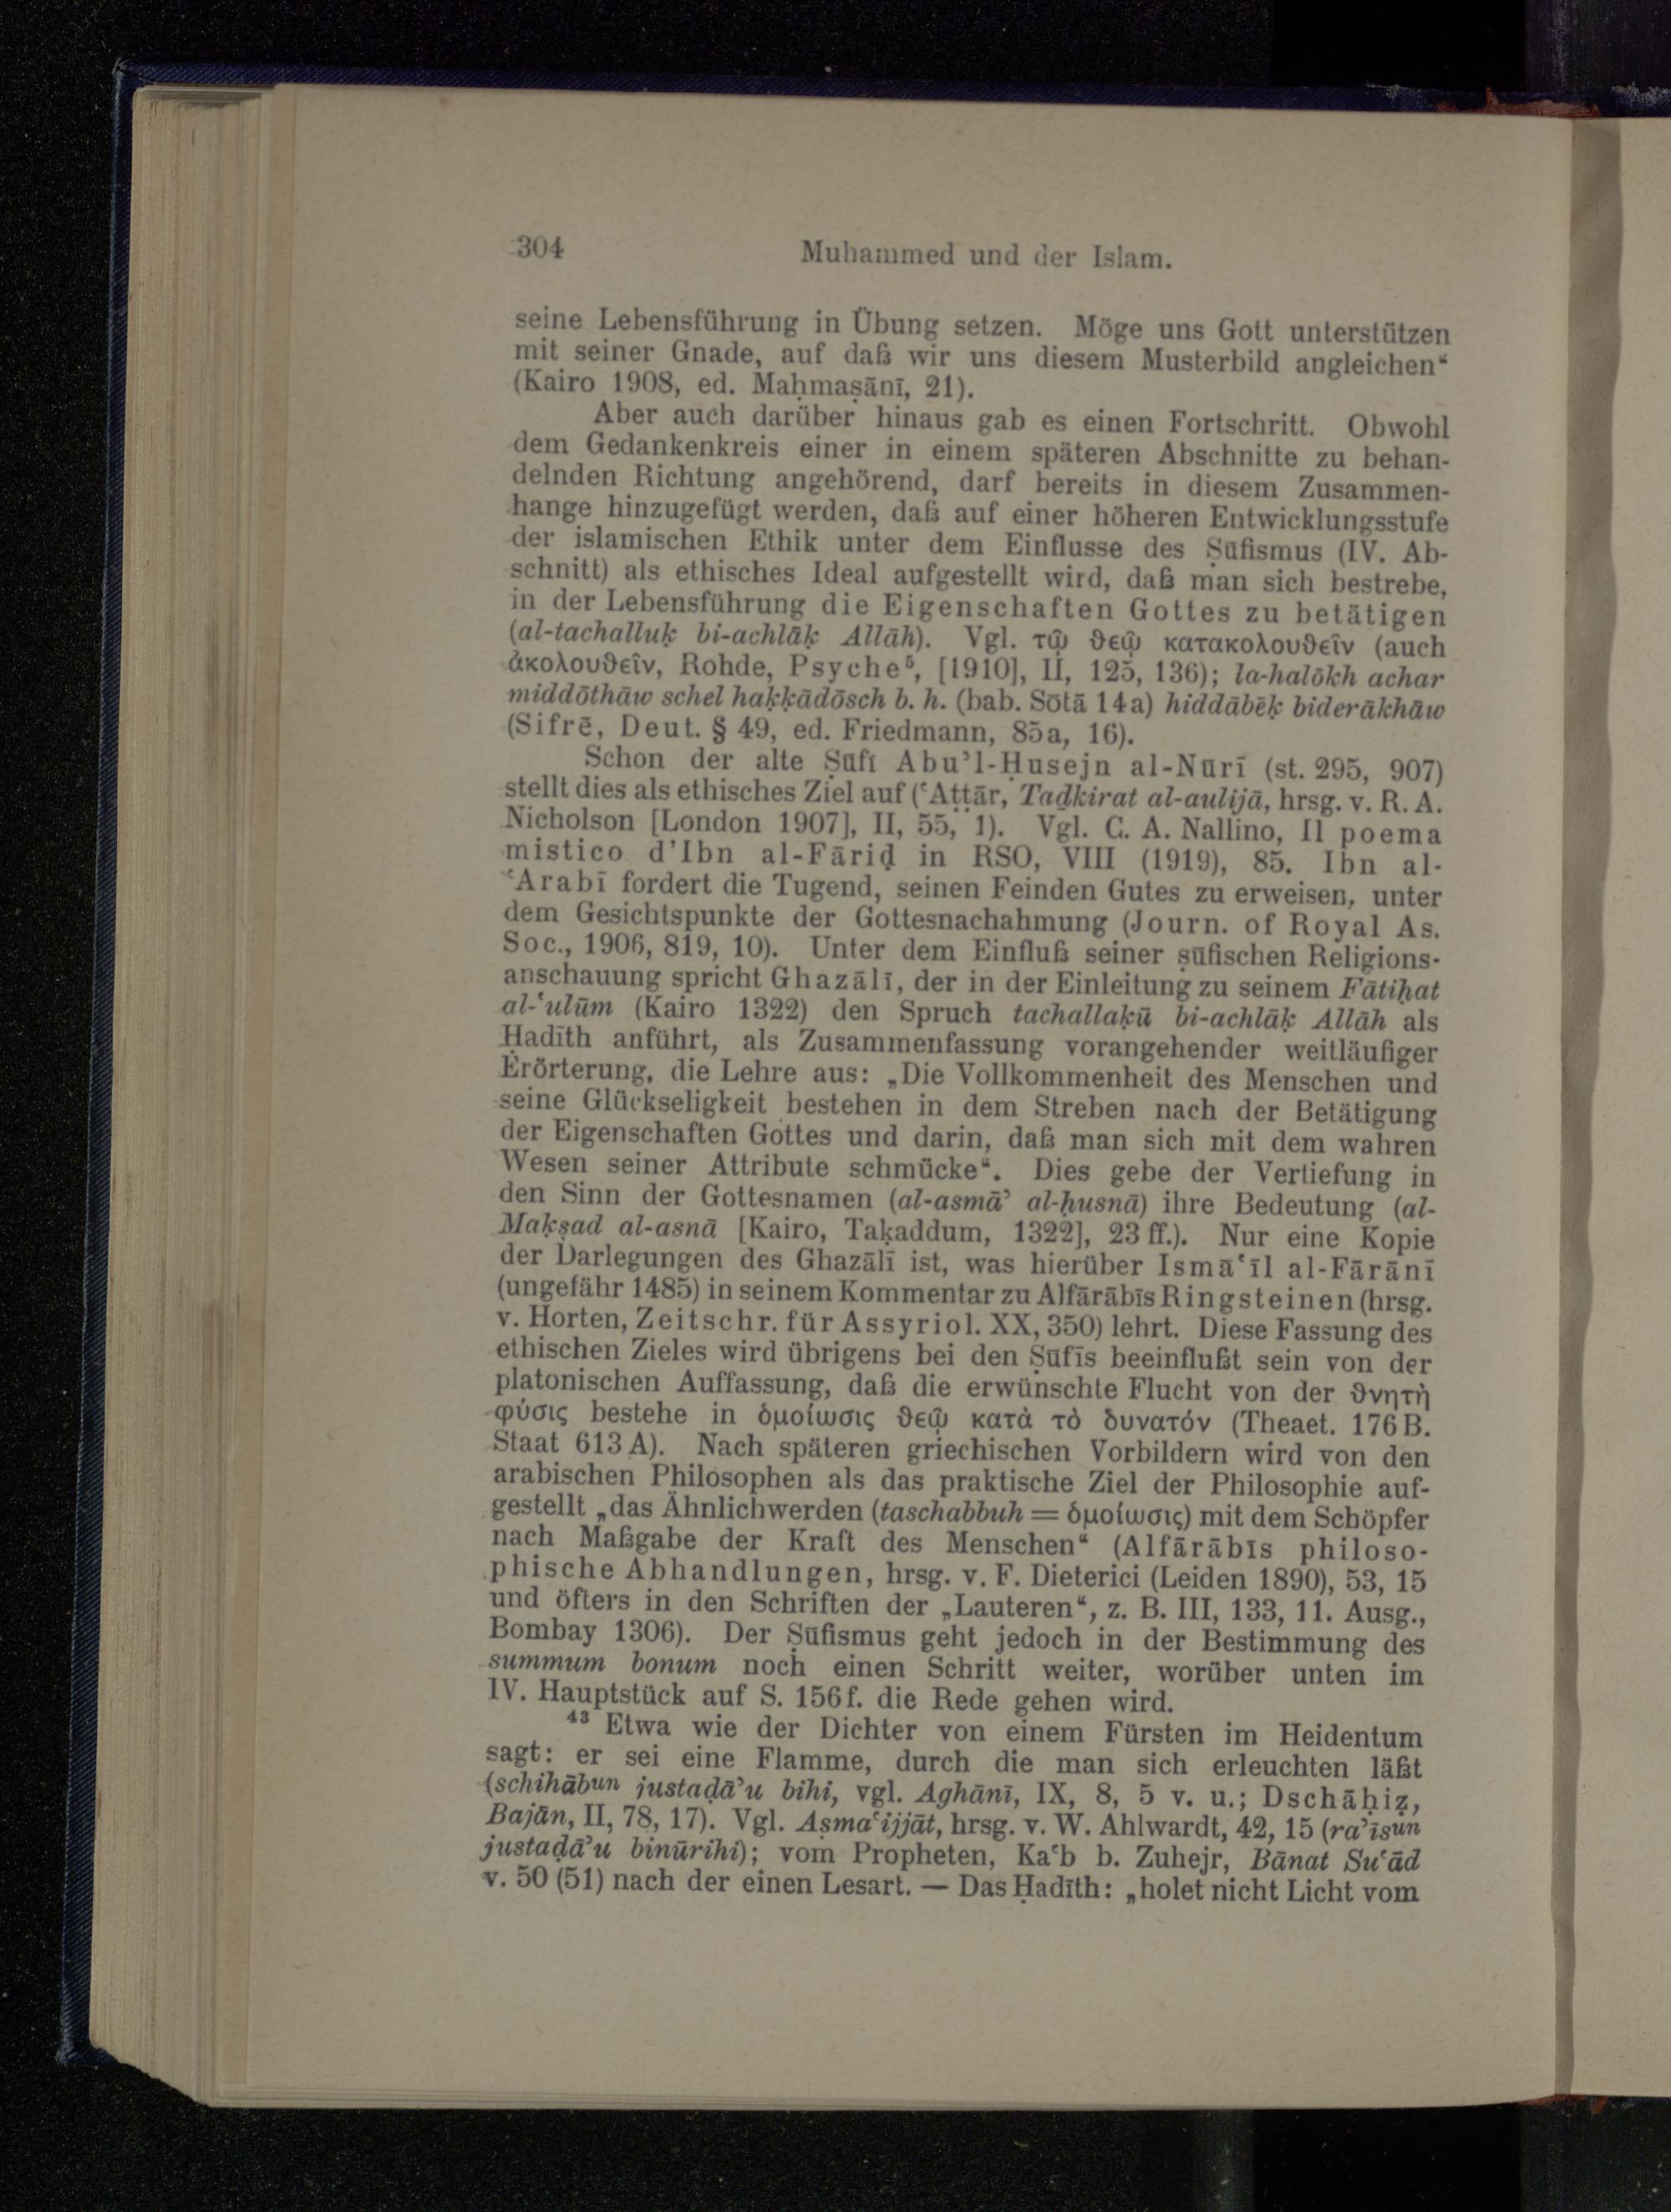 304
Muhammed und der Islam.
seine Lebensführung in Übung setzen. Möge uns Gott unterstützen
mit seiner Gnade, auf daß wir uns diesem Musterbild angleichen“
(Kairo 1908, ed. Maḥmaṣānī, 21).
Aber auch darüber hinaus gab es einen Fortschritt. Obwohl
dem Gedankenkreis einer in einem späteren Abschnitte zu behan-
delnden Richtung angehörend, darf bereits in diesem Zusammen-
hange hinzugefügt werden, daß auf einer höheren Entwicklungsstufe
der islamischen Ethik unter dem Einflusse des Ṣūfismus (IV. Ab-
schnitt) als ethisches Ideal aufgestellt wird, daß man sich bestrebe,
in der Lebensführung die Eigenschaften Gottes zu betätigen
(al-tachalluḳ bi-achlāḳ Allāh). Vgl. τῷ ϑεῷ κατακολουϑεῖν (auch
ἀκολουϑεῖν, Rohde, Psyche⁵, [1910], II, 125, 136); la-halōkh achar
middōthāw schel haḳḳādōsch b. h. (bab. Sōtā 14a) hiddābēḳ biderākhāw
(Sifrē, Deut. § 49, ed. Friedmann, 85a, 16).
Schon der alte Ṣūfī Abu’l-Ḥusejn al-Nūrī (st. 295, 907)
stellt dies als ethisches Ziel auf (ʿAṭṭār, Taḏkirat al-aulijā, hrsg. v. R. A.
Nicholson [London 1907], II, 55, 1). Vgl. C. A. Nallino, Il poema
mistico d’Ibn al-Fāriḍ in RSO, VIII (1919), 85. Ibn al-
ʿArabī fordert die Tugend, seinen Feinden Gutes zu erweisen, unter
dem Gesichtspunkte der Gottesnachahmung (Journ. of Royal As.
Soc., 1906, 819, 10). Unter dem Einfluß seiner ṣūfischen Religions-
anschauung spricht Ghazālī, der in der Einleitung zu seinem Fātiḥat
al-ʿulūm (Kairo 1322) den Spruch tachallaḳū bi-achlāḳ Allāh als
Ḥadīth anführt, als Zusammenfassung vorangehender weitläufiger
Erörterung, die Lehre aus: „Die Vollkommenheit des Menschen und
seine Glückseligkeit bestehen in dem Streben nach der Betätigung
der Eigenschaften Gottes und darin, daß man sich mit dem wahren
Wesen seiner Attribute schmücke“. Dies gebe der Vertiefung in
den Sinn der Gottesnamen (al-asmāʾ al-ḥusnā) ihre Bedeutung (al-
Maḳṣad al-asnā [Kairo, Taḳaddum, 1322], 23 ff.). Nur eine Kopie
der Darlegungen des Ghazālī ist, was hierüber Ismāʿīl al-Fārānī
(ungefähr 1485) in seinem Kommentar zu Alfārābīs Ringsteinen (hrsg.
v. Horten, Zeitschr. für Assyriol. XX, 350) lehrt. Diese Fassung des
ethischen Zieles wird übrigens bei den Ṣūfīs beeinflußt sein von der
platonischen Auffassung, daß die erwünschte Flucht von der ϑνητὴ
φύσις bestehe in ὁμοίωσις ϑεῷ κατὰ τὸ δυνατόν (Theaet. 176 B.
Staat 613 A). Nach späteren griechischen Vorbildern wird von den
arabischen Philosophen als das praktische Ziel der Philosophie auf-
gestellt „das Ähnlichwerden (taschabbuh = ὁμοίωσις) mit dem Schöpfer
nach Maßgabe der Kraft des Menschen“ (Alfārābīs philoso-
phische Abhandlungen, hrsg. v. F. Dieterici (Leiden 1890), 53, 15
und öfters in den Schriften der „Lauteren“, z. B. III, 133, 11. Ausg.,
Bombay 1306). Der Ṣūfismus geht jedoch in der Bestimmung des
summum bonum noch einen Schritt weiter, worüber unten im
IV. Hauptstück auf S. 156 f. die Rede gehen wird.
⁴³ Etwa wie der Dichter von einem Fürsten im Heidentum
sagt: er sei eine Flamme, durch die man sich erleuchten läßt
(schihābun justaḍāʾu bihi, vgl. Aghānī, IX, 8, 5 v. u.; Dschāḥiẓ,
Bajān, II, 78, 17). Vgl. Aṣmaʿijjāt, hrsg. v. W. Ahlwardt, 42, 15 (raʾīsun
justaḍāʾu binūrihi); vom Propheten, Kaʿb b. Zuhejr, Bānat Suʿād
v. 50 (51) nach der einen Lesart. — Das Ḥadīth: „holet nicht Licht vom